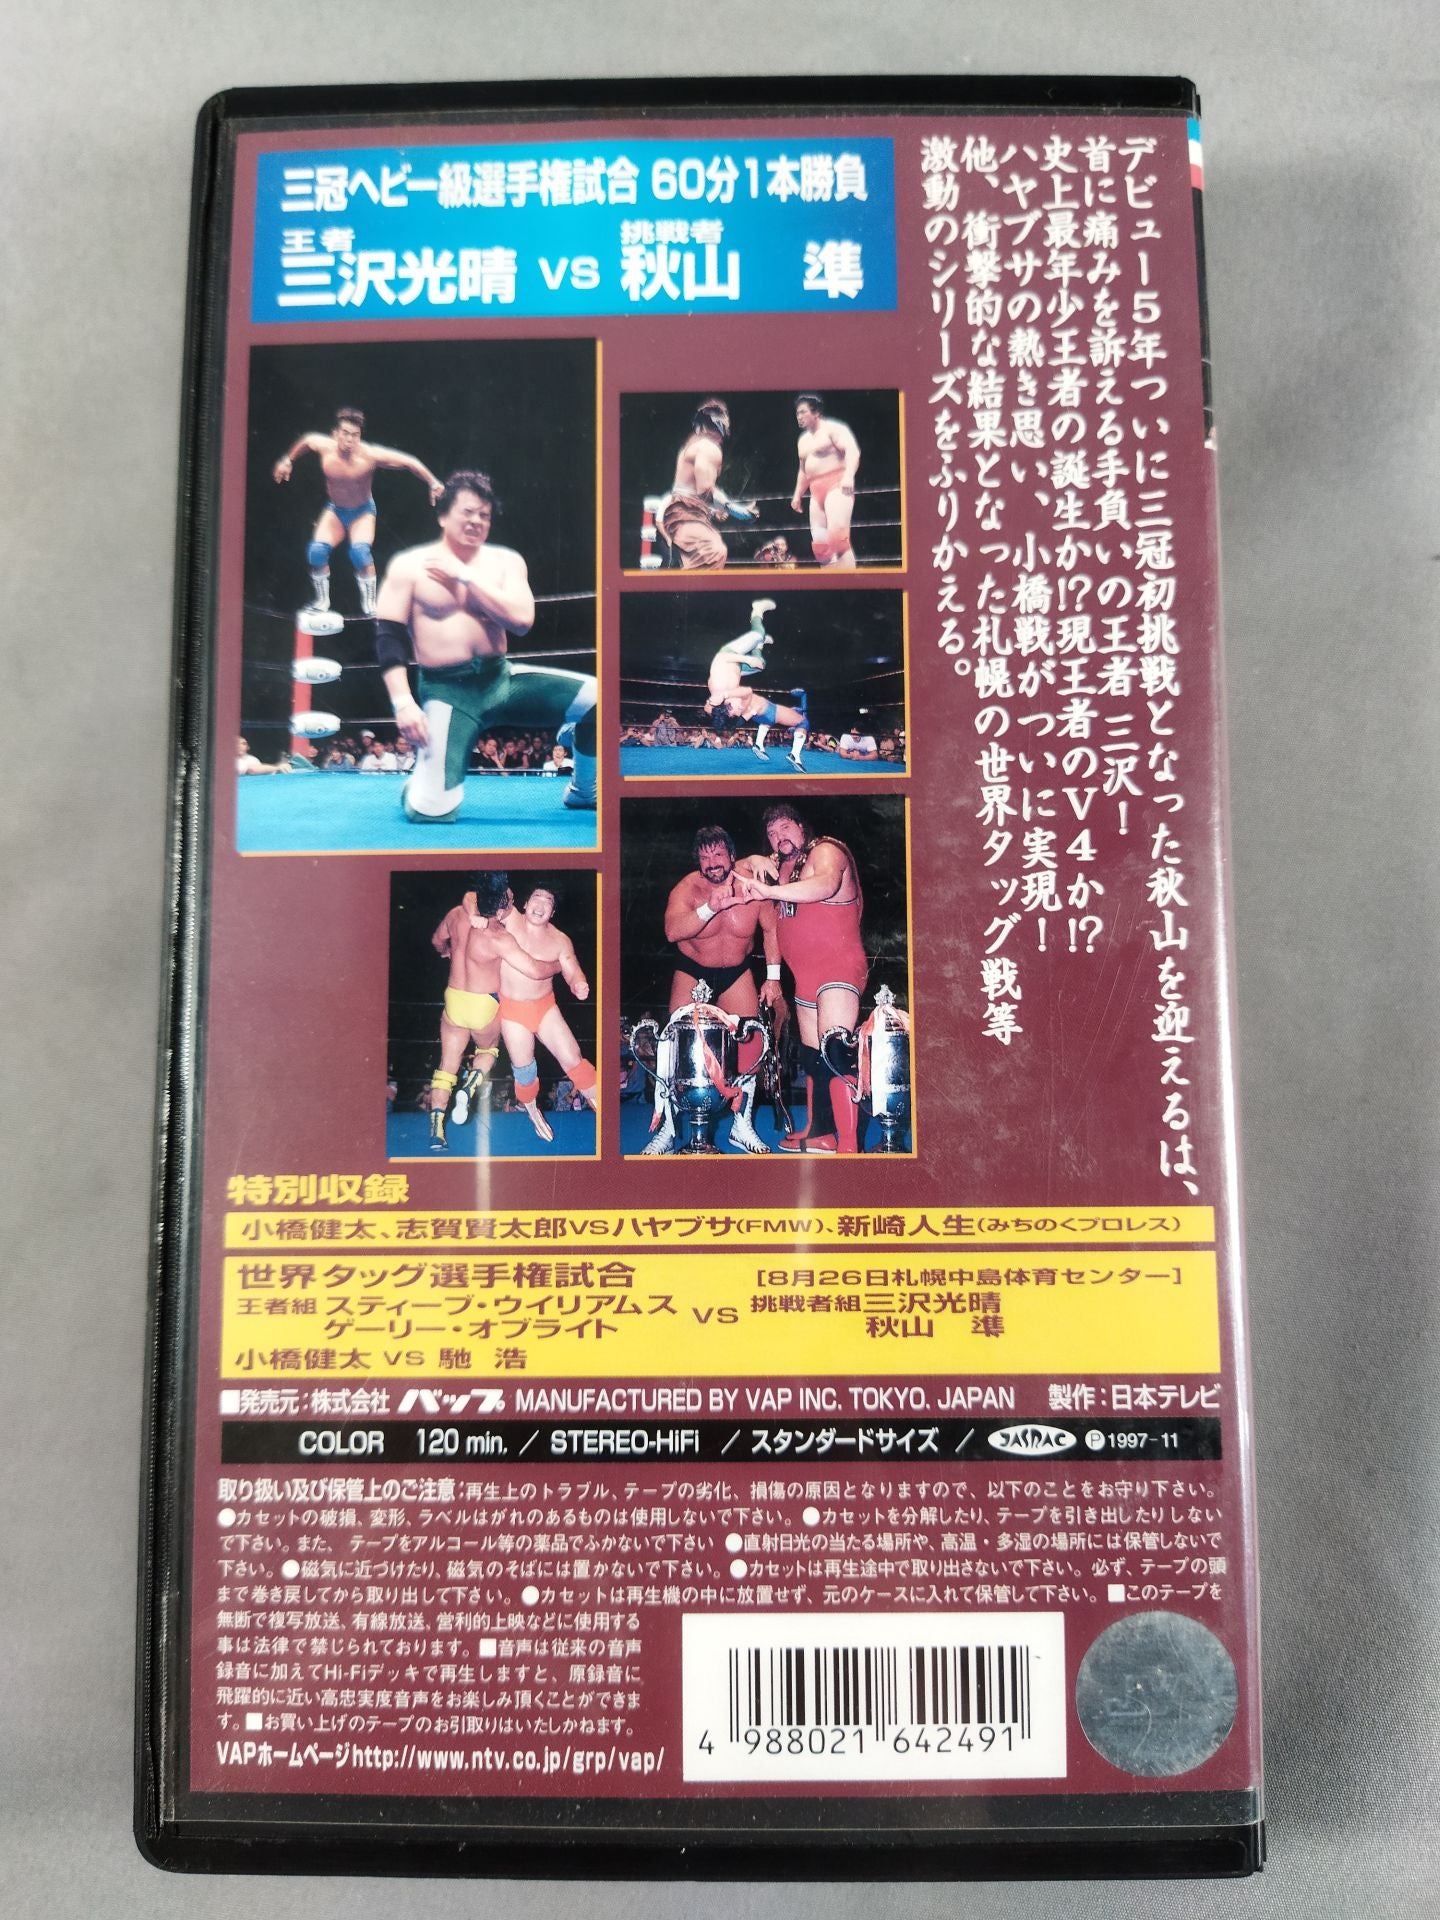 三冠ヘビー級選手権試合 60分1本勝負
王者 挑戦者
三沢光晴 VS 秋山 準
デビュー5年ついに三冠初挑戦となった秋山を迎えるは、
首に痛みを訴える手負いの王者 三沢!
史上最年少王者の誕生か!?現王者のV4か!?
ハヤブサの熱き思い、小橋戦がついに実現!
他、衝撃的な結果となった札幌の世界タッグ戦等
激動のシリーズをふりかえる。
特別収録
小橋健太、志賀賢太郎VSハヤブサ(FMW)、新崎人生(みちのくプロレス)
世界タッグ選手権試合 [8月26日札幌中島体育センター]
王者組 スティーブ・ウイリアムス VS 挑戦者組 三沢光晴
ゲーリー・オブライト 秋山 準
小橋健太 VS 馳 浩
■発売元:株式会社 バップ MANUFACTURED BY VAP INC. TOKYO. JAPAN 製作:日本テレビ
COLOR 120 min. / STEREO-HiFi / スタンダードサイズ / JASRAC Ⓟ1997-11
取り扱い及び保管上のご注意:再生上のトラブル、テープの劣化、損傷の原因となりますので、以下のことをお守り下さい。
●カセットの破損、変形、ラベルはがれのあるものは使用しないで下さい。●カセットを分解したり、テープを引き出したりしない
で下さい。また、テープをアルコール等の薬品でふかないで下さい ●直射日光の当たる場所や、高温・多湿の場所には保管しないで
下さい。●磁気に近づけたり、磁気のそばには置かないで下さい。●カセットは再生途中で取り出さないで下さい。必ず、テープの頭
まで巻き戻してから取り出して下さい。●カセットは再生機の中に放置せず、元のケースに入れて保管して下さい。■このテープを
無断で複写放送、有線放送、営利的上映などに使用する
事は法律で禁じられております。■音声は従来の音声
録音に加えてHi-Fiデッキで再生しますと、原録音に
飛躍的に近い高忠実度音声をお楽しみ頂くことができま
す。■お買い上げのテープのお引取りはいたしかねます。
VAPホームページhttp://www.ntv.co.jp/grp/vap/
4 988021 642491